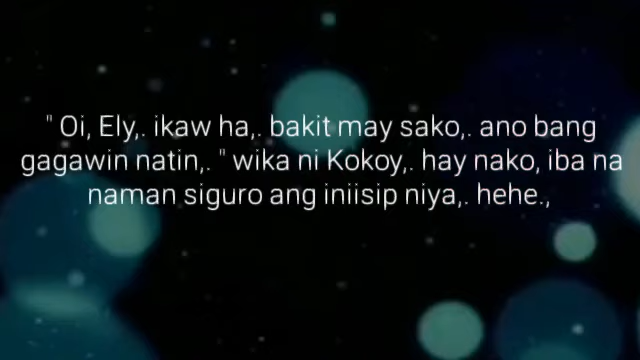 " Oi, Ely,. ikaw ha,. bakit may sako,. ano bang
gagawin natin,. " wika ni Kokoy,. hay nako, iba na
naman siguro ang iniisip niya,. hehe.,